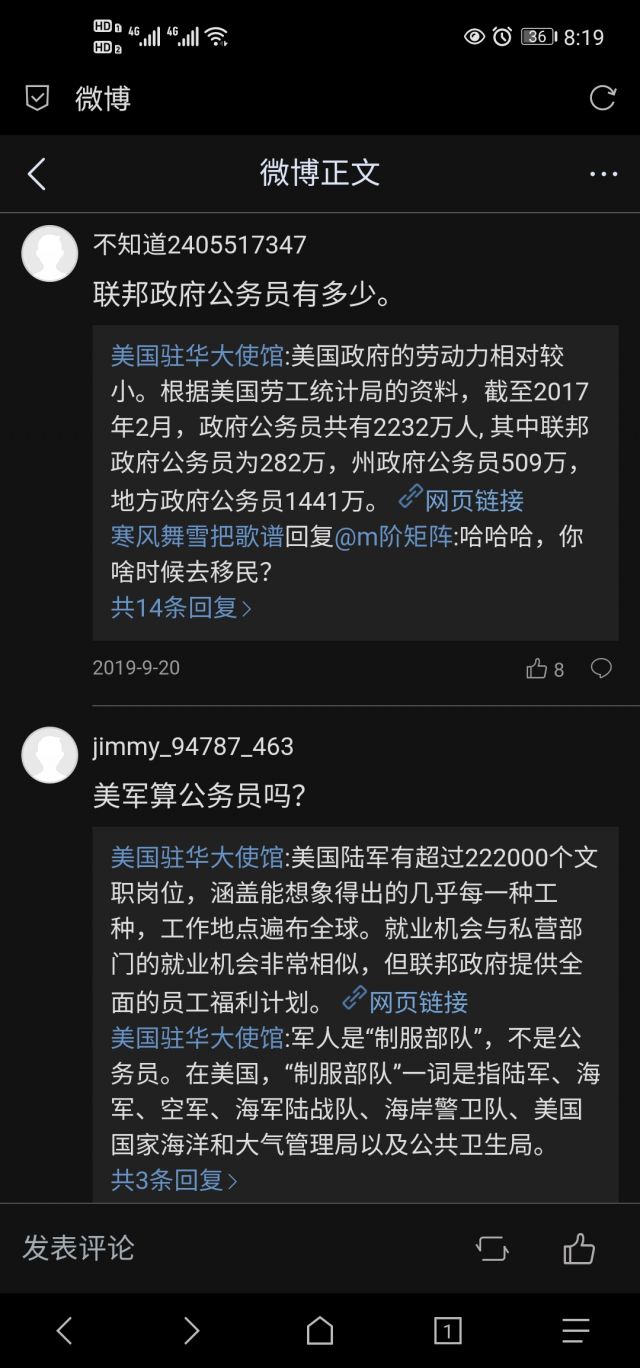 HD 1 4G 4G 36 8:19
HD 2
微博
微博正文
不知道2405517347
联邦政府公务员有多少。
美国驻华大使馆:美国政府的劳动力相对较
小。根据美国劳工统计局的资料，截至2017
年2月，政府公务员共有2232万人, 其中联邦
政府公务员为282万，州政府公务员509万，
地方政府公务员1441万。 网页链接
寒风舞雪把歌谱回复@m阶矩阵:哈哈哈，你
啥时候去移民？
共14条回复
2019-9-20 8
jimmy_94787_463
美军算公务员吗？
美国驻华大使馆:美国陆军有超过222000个文
职岗位，涵盖能想象得出的几乎每一种工
种，工作地点遍布全球。就业机会与私营部
门的就业机会非常相似，但联邦政府提供全
面的员工福利计划。 网页链接
美国驻华大使馆:军人是“制服部队”，不是公
务员。在美国，“制服部队”一词是指陆军、海
军、空军、海军陆战队、海岸警卫队、美国
国家海洋和大气管理局以及公共卫生局。
共3条回复
发表评论
1